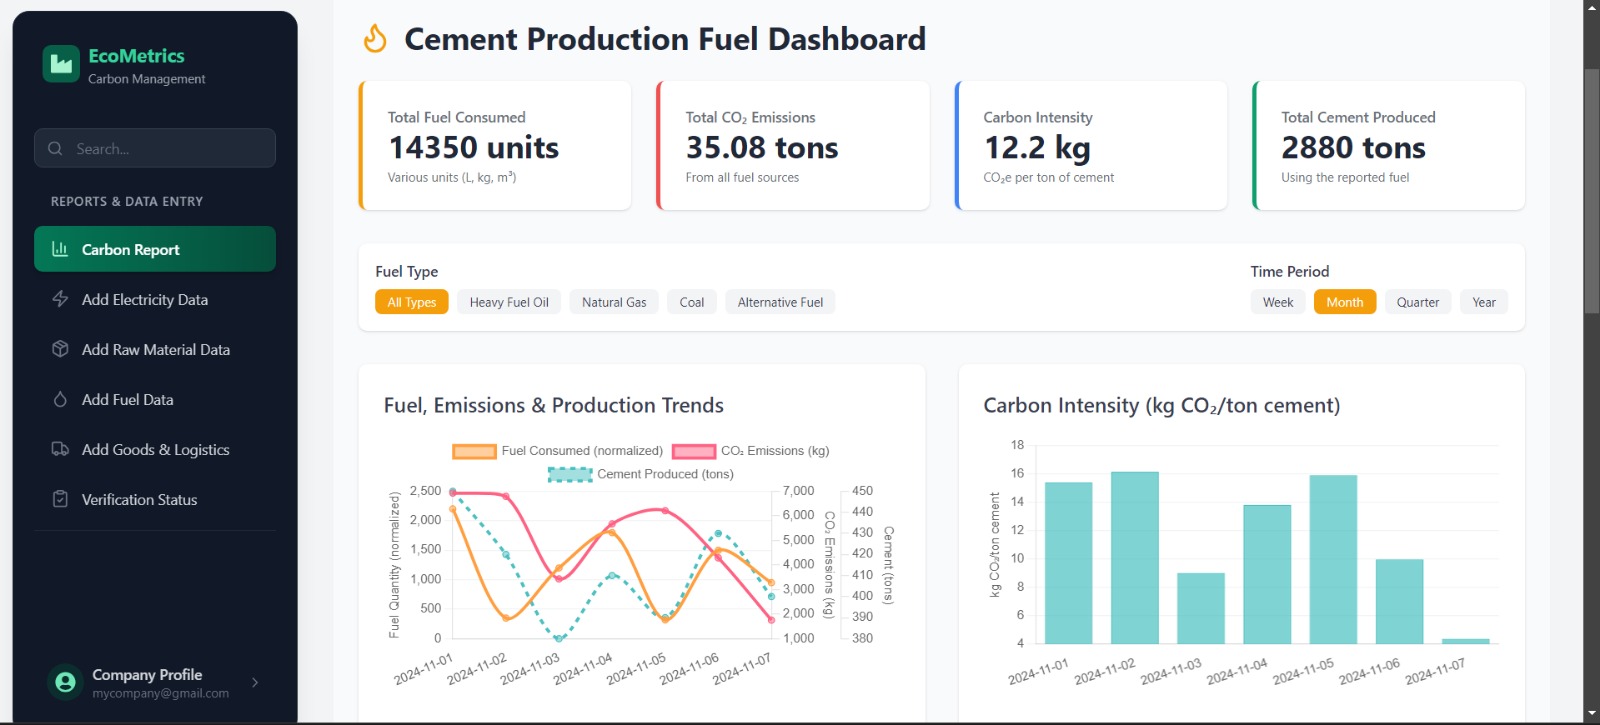 EcoMetrics
Carbon Management
Search...
REPORTS & DATA ENTRY
Carbon Report
Add Electricity Data
Add Raw Material Data
Add Fuel Data
Add Goods & Logistics
Verification Status
Company Profile
mycompany@gmail.com
Cement Production Fuel Dashboard
Total Fuel Consumed
14350 units
Various units (L, kg, m³)
Total CO₂ Emissions
35.08 tons
From all fuel sources
Carbon Intensity
12.2 kg
CO₂e per ton of cement
Total Cement Produced
2880 tons
Using the reported fuel
Fuel Type
All Types Heavy Fuel Oil Natural Gas Coal Alternative Fuel
Time Period
Week Month Quarter Year
Fuel, Emissions & Production Trends
Fuel Consumed (normalized) CO₂ Emissions (kg)
Cement Produced (tons)
Fuel Quantity (normalized)
2,500
2,000
1,500
1,000
500
0
7,000
6,000
5,000
4,000
3,000
2,000
1,000
CO₂ Emissions (kg)
450
440
430
420
410
400
390
380
Cement (tons)
2024-11-01 2024-11-02 2024-11-03 2024-11-04 2024-11-05 2024-11-06 2024-11-07
Carbon Intensity (kg CO₂/ton cement)
kg CO₂/ton cement
18
16
14
12
10
8
6
4
2024-11-01 2024-11-02 2024-11-03 2024-11-04 2024-11-05 2024-11-06 2024-11-07